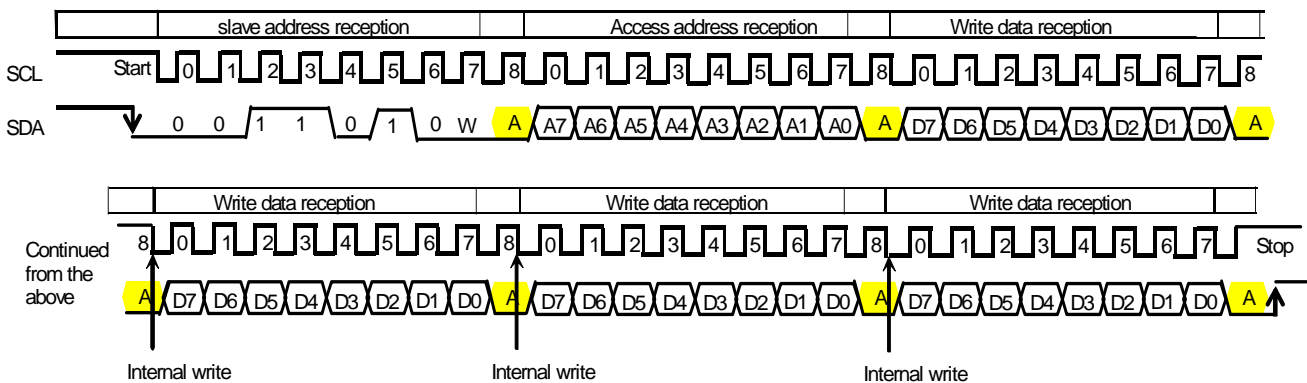 slave address reception Access address reception Write data reception
SCL Start 0 1 2 3 4 5 6 7 8 0 1 2 3 4 5 6 7 8 0 1 2 3 4 5 6 7 8
SDA 0 0 1 1 0 1 0 W A A7 A6 A5 A4 A3 A2 A1 A0 A D7 D6 D5 D4 D3 D2 D1 D0 A
Write data reception Write data reception Write data reception
8 0 1 2 3 4 5 6 7 8 0 1 2 3 4 5 6 7 8 0 1 2 3 4 5 6 7 Stop
Continued
from the
above
A D7 D6 D5 D4 D3 D2 D1 D0 A D7 D6 D5 D4 D3 D2 D1 D0 A D7 D6 D5 D4 D3 D2 D1 D0 A
Internal write Internal write Internal write